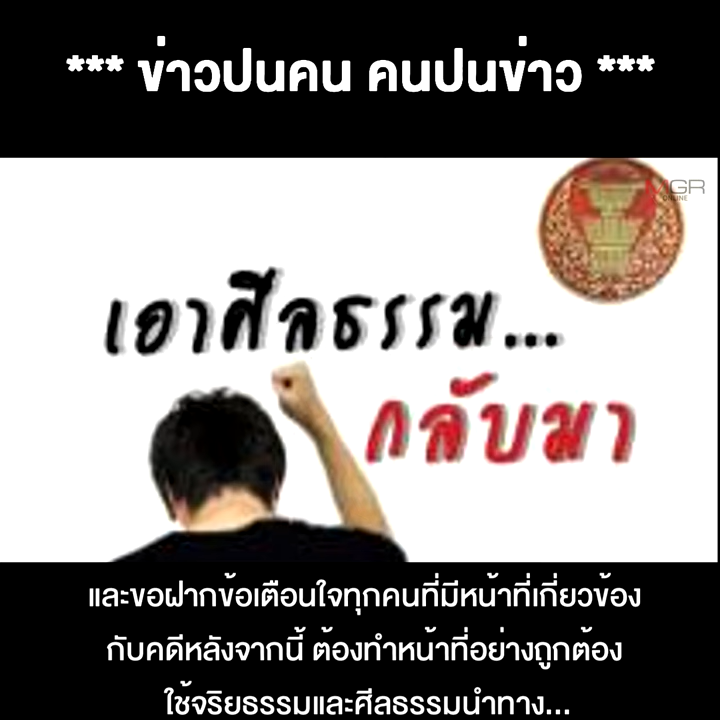 *** ข่าวปนคน คนปนข่าว ***
MGR
ONLINE
เอาศีลธรรม...
กลับมา
และขอฝากข้อเตือนใจทุกคนที่มีหน้าที่เกี่ยวข้อง
กับคดีหลังจากนี้ ต้องทำหน้าที่อย่างถูกต้อง
ใช้จริยธรรมและศีลธรรมนำทาง...